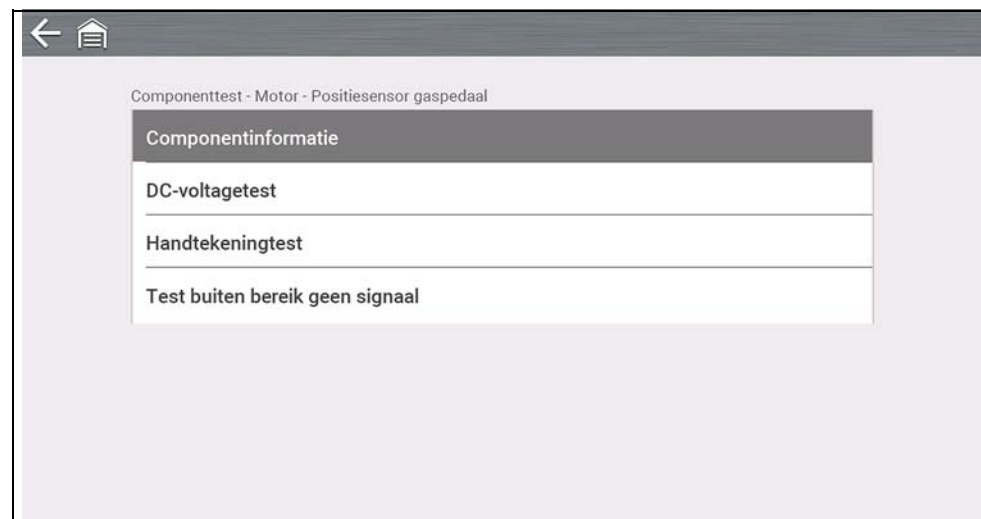 Componenttest - Motor - Positiesensor gaspedaal
Componentinformatie
DC-voltagetest
Handtekeningtest
Test buiten bereik geen signaal